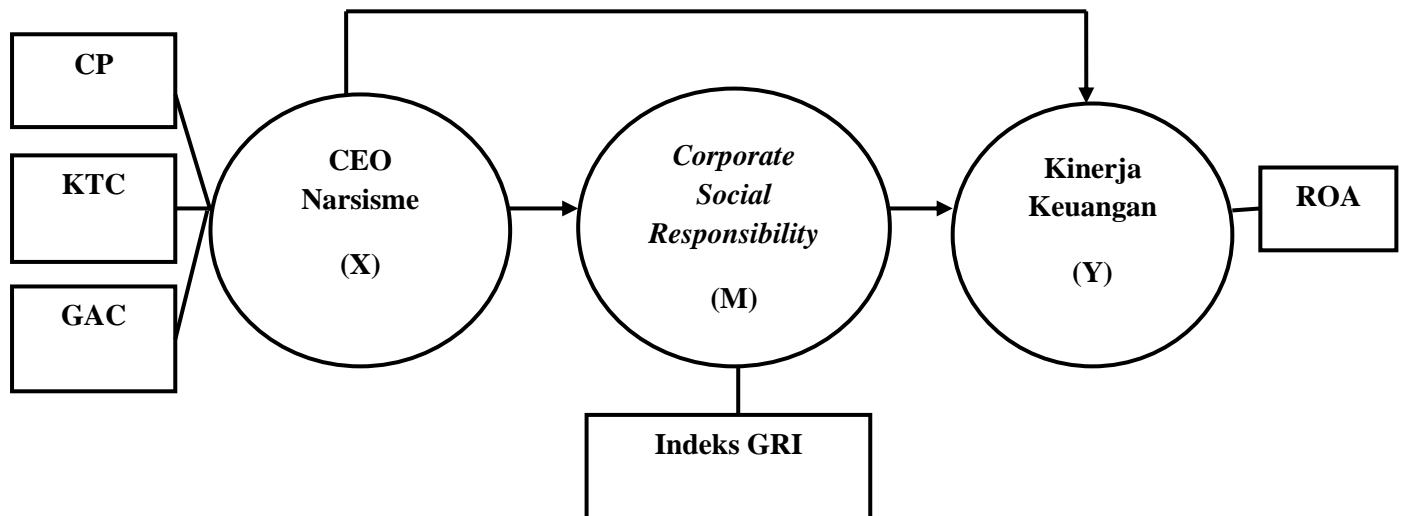 CP
KTC
GAC
CEO
Narsisme
(X)
Corporate
Social
Responsibility
(M)
Indeks GRI
Kinerja
Keuangan
(Y)
ROA